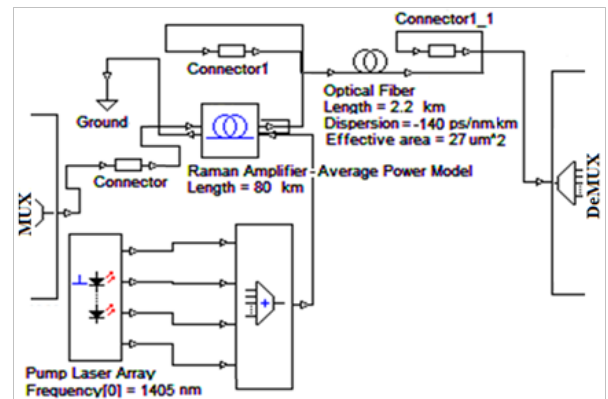 Connector1_1
Connector1
Optical Fiber
Length = 2.2 km
Dispersion = -140 ps/nm.km
Effective area = 27 um^2
Ground
Raman Amplifier - Average Power Model
Length = 80 km
Connector
MUX
DeMUX
Pump Laser Array
Frequency[0] = 1405 nm